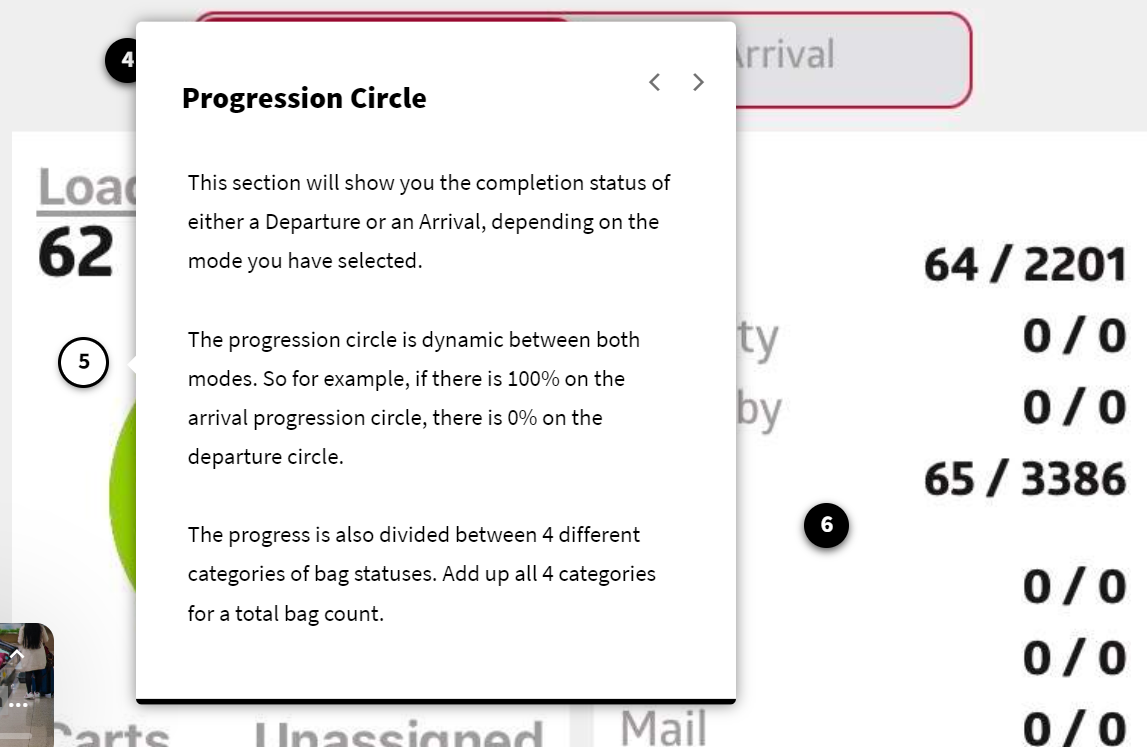 4
Progression Circle
This section will show you the completion status of
either a Departure or an Arrival, depending on the
mode you have selected.
The progression circle is dynamic between both
modes. So for example, if there is 100% on the
arrival progression circle, there is 0% on the
departure circle.
The progress is also divided between 4 different
categories of bag statuses. Add up all 4 categories
for a total bag count.
Arrival
62
5
64 / 2201
0 / 0
0 / 0
65 / 3386
6
0 / 0
0 / 0
Carts
Unassigned
Mail
0 / 0